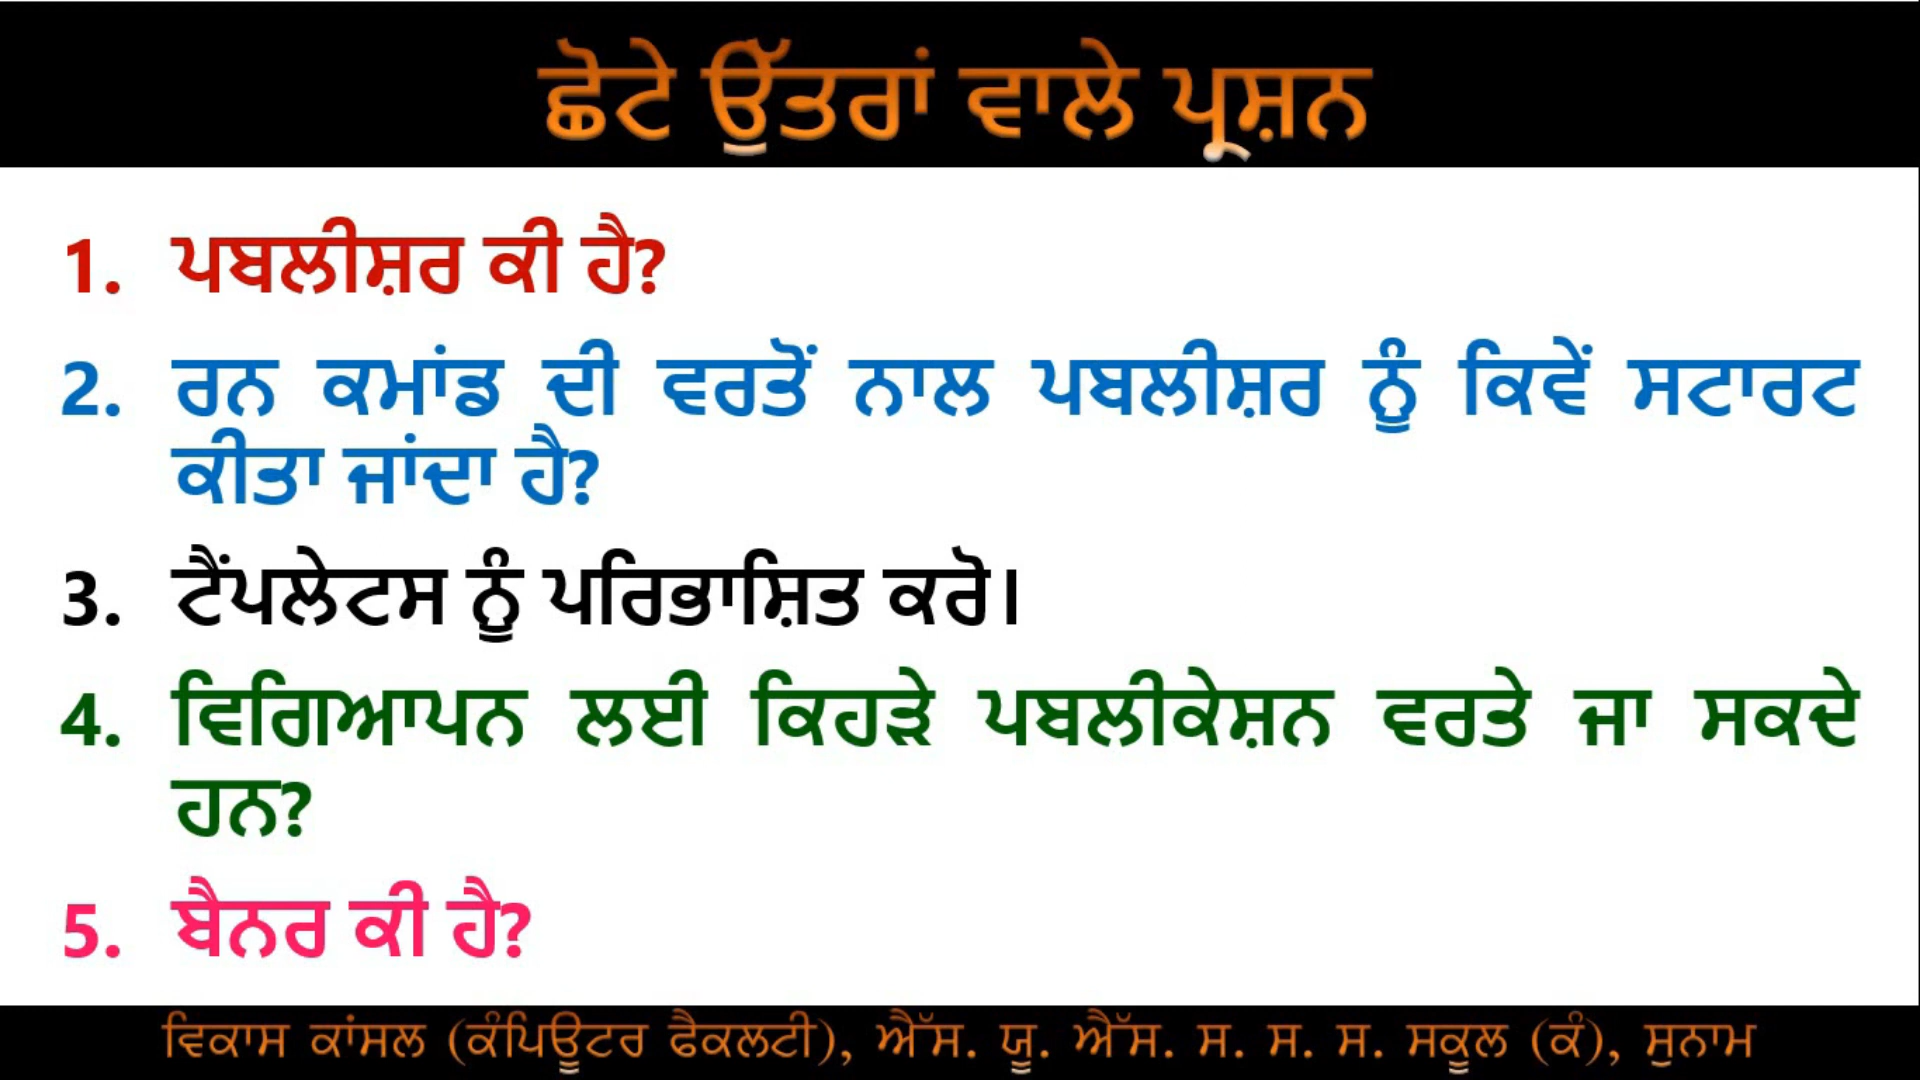 ਛੋਟੇ ਉੱਤਰਾਂ ਵਾਲੇ ਪ੍ਰਸ਼ਨ
1. ਪਬਲੀਸ਼ਰ ਕੀ ਹੈ?
2. ਰਨ ਕਮਾਂਡ ਦੀ ਵਰਤੋਂ ਨਾਲ ਪਬਲੀਸ਼ਰ ਨੂੰ ਕਿਵੇਂ ਸਟਾਰਟ
ਕੀਤਾ ਜਾਂਦਾ ਹੈ?
3. ਟੈਂਪਲੇਟਸ ਨੂੰ ਪਰਿਭਾਸ਼ਿਤ ਕਰੋ।
4. ਵਿਗਿਆਪਨ ਲਈ ਕਿਹੜੇ ਪਬਲੀਕੇਸ਼ਨ ਵਰਤੇ ਜਾ ਸਕਦੇ
ਹਨ?
5. ਬੈਨਰ ਕੀ ਹੈ?
ਵਿਕਾਸ ਕਾਂਸਲ (ਕੰਪਿਊਟਰ ਫੈਕਲਟੀ), ਐੱਸ. ਯੂ. ਐੱਸ. ਸ. ਸ. ਸ. ਸਕੂਲ (ਕੰ), ਸੁਨਾਮ